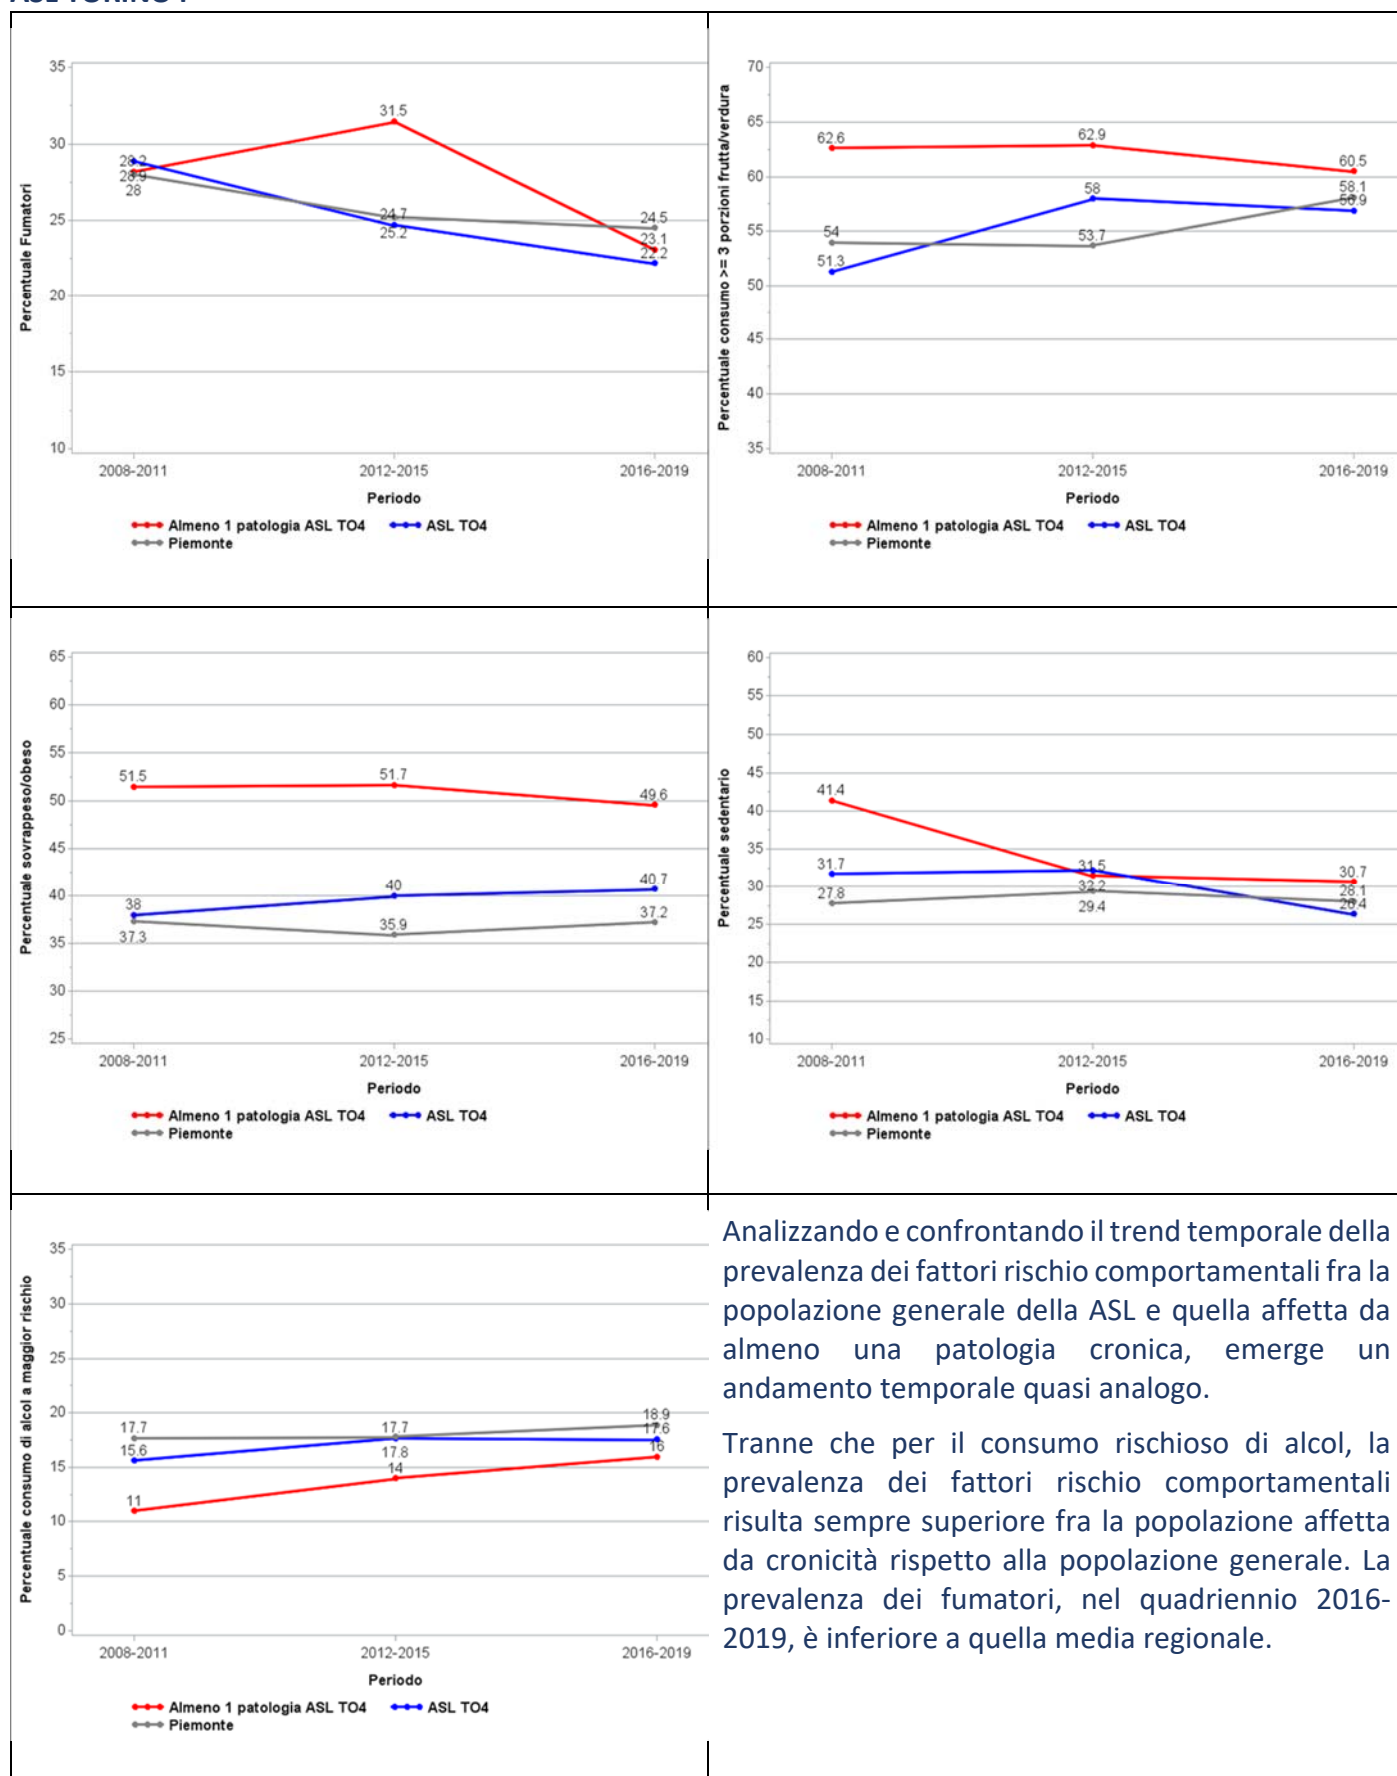 35
30
25
20
15
10
Percentuale Fumatori
28.2
28.9
28
31.5
24.7
25.2
24.5
23.1
22.2
2008-2011 2012-2015 2016-2019
Periodo
Almeno 1 patologia ASL TO4 ASL TO4
Piemonte
70
65
60
55
50
45
40
35
Percentuale consumo >= 3 porzioni frutta/verdura
62.6
54
51.3
62.9
58
53.7
60.5
58.1
56.9
2008-2011 2012-2015 2016-2019
Periodo
Almeno 1 patologia ASL TO4 ASL TO4
Piemonte
65
60
55
50
45
40
35
30
25
Percentuale sovrappeso/obeso
51.5
38
37.3
51.7
40
35.9
49.6
40.7
37.2
2008-2011 2012-2015 2016-2019
Periodo
Almeno 1 patologia ASL TO4 ASL TO4
Piemonte
60
55
50
45
40
35
30
25
20
15
10
Percentuale sedentario
41.4
31.7
27.8
31.5
32.2
29.4
30.7
28.1
26.4
2008-2011 2012-2015 2016-2019
Periodo
Almeno 1 patologia ASL TO4 ASL TO4
Piemonte
35
30
25
20
15
10
5
0
Percentuale consumo di alcol a maggior rischio
17.7
15.6
11
17.7
17.8
14
18.9
17.6
16
2008-2011 2012-2015 2016-2019
Periodo
Almeno 1 patologia ASL TO4 ASL TO4
Piemonte
Analizzando e confrontando il trend temporale della
prevalenza dei fattori rischio comportamentali fra la
popolazione generale della ASL e quella affetta da
almeno una patologia cronica, emerge un
andamento temporale quasi analogo.
Tranne che per il consumo rischioso di alcol, la
prevalenza dei fattori rischio comportamentali
risulta sempre superiore fra la popolazione affetta
da cronicità rispetto alla popolazione generale. La
prevalenza dei fumatori, nel quadriennio 2016-
2019, è inferiore a quella media regionale.